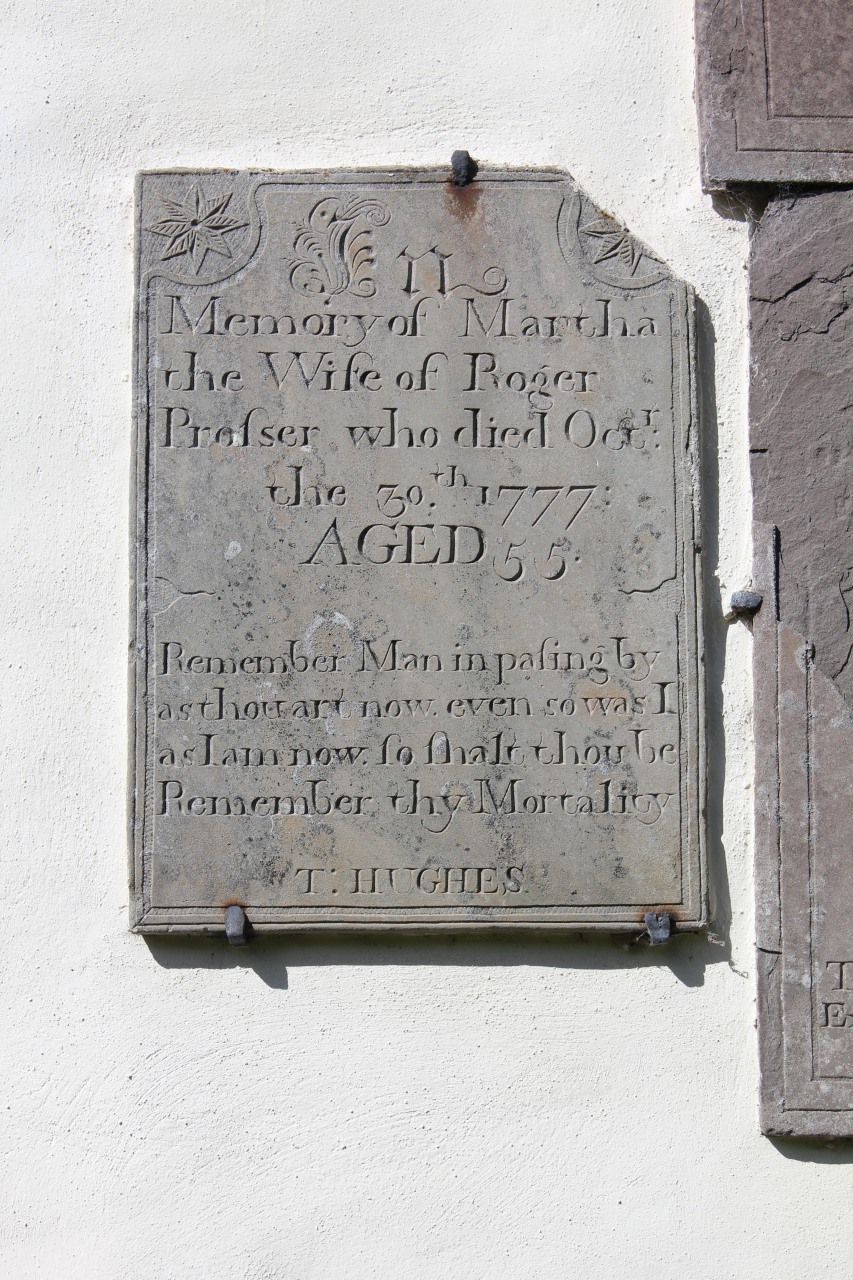 In
Memory of Martha
the Wife of Roger
Proſser who died Octr:
the 30.th 1777:
AGED 55.
Remember Man in paſing by
as thou art now. even so was I
as I am now. ſo ſhalt thou be
Remember thy Mortality
T: HUGHES